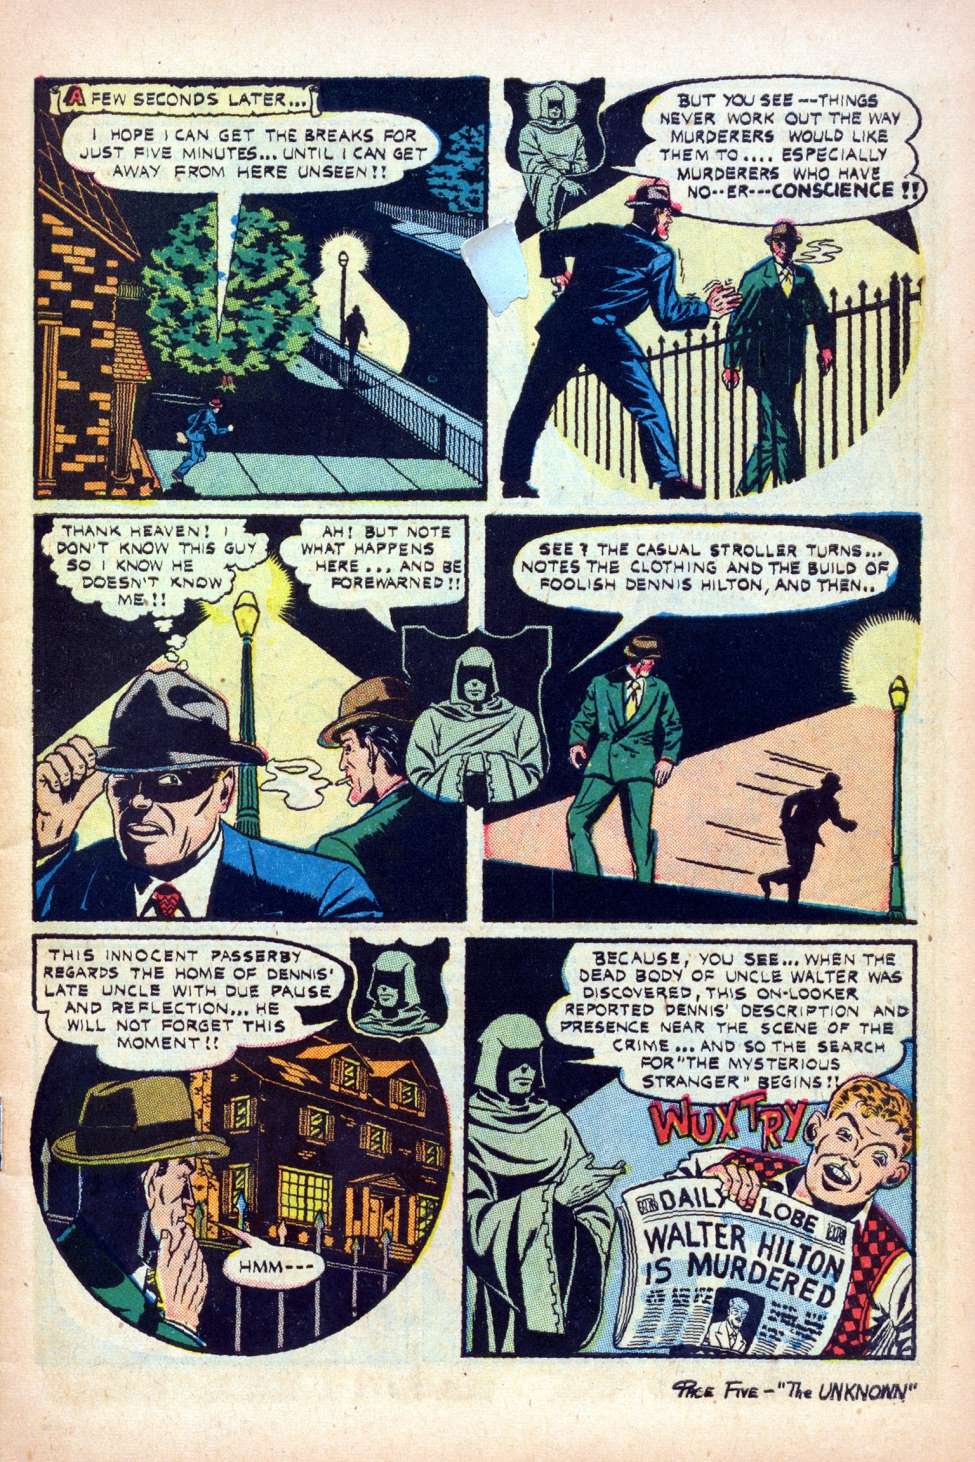 A FEW SECONDS LATER...
I HOPE I CAN GET THE BREAKS FOR
JUST FIVE MINUTES... UNTIL I CAN GET
AWAY FROM HERE UNSEEN!!
BUT YOU SEE --THINGS
NEVER WORK OUT THE WAY
MURDERERS WOULD LIKE
THEM TO.... ESPECIALLY
MURDERERS WHO HAVE
NO--ER---CONSCIENCE!!
THANK HEAVEN! I
DON'T KNOW THIS GUY
SO I KNOW HE
DOESN'T KNOW
ME!!!
AH! BUT NOTE
WHAT HAPPENS
HERE... AND BE
FOREWARNED!!
SEE? THE CASUAL STROLLER TURNS...
NOTES THE CLOTHING AND THE BUILD OF
FOOLISH DENNIS HILTON, AND THEN..
THIS INNOCENT PASSERBY
REGARDS THE HOME OF DENNIS'
LATE UNCLE WITH DUE PAUSE
AND REFLECTION... HE
WILL NOT FORGET THIS
MOMENT!!
HMM---
BECAUSE, YOU SEE... WHEN THE
DEAD BODY OF UNCLE WALTER WAS
DISCOVERED, THIS ON-LOOKER
REPORTED DENNIS' DESCRIPTION AND
PRESENCE NEAR THE SCENE OF THE
CRIME... AND SO THE SEARCH
FOR "THE MYSTERIOUS
STRANGER" BEGINS!!
WUXTRY
DAILY GLOBE
WALTER HILTON
IS MURDERED
PAGE FIVE - "The UNKNOWN"